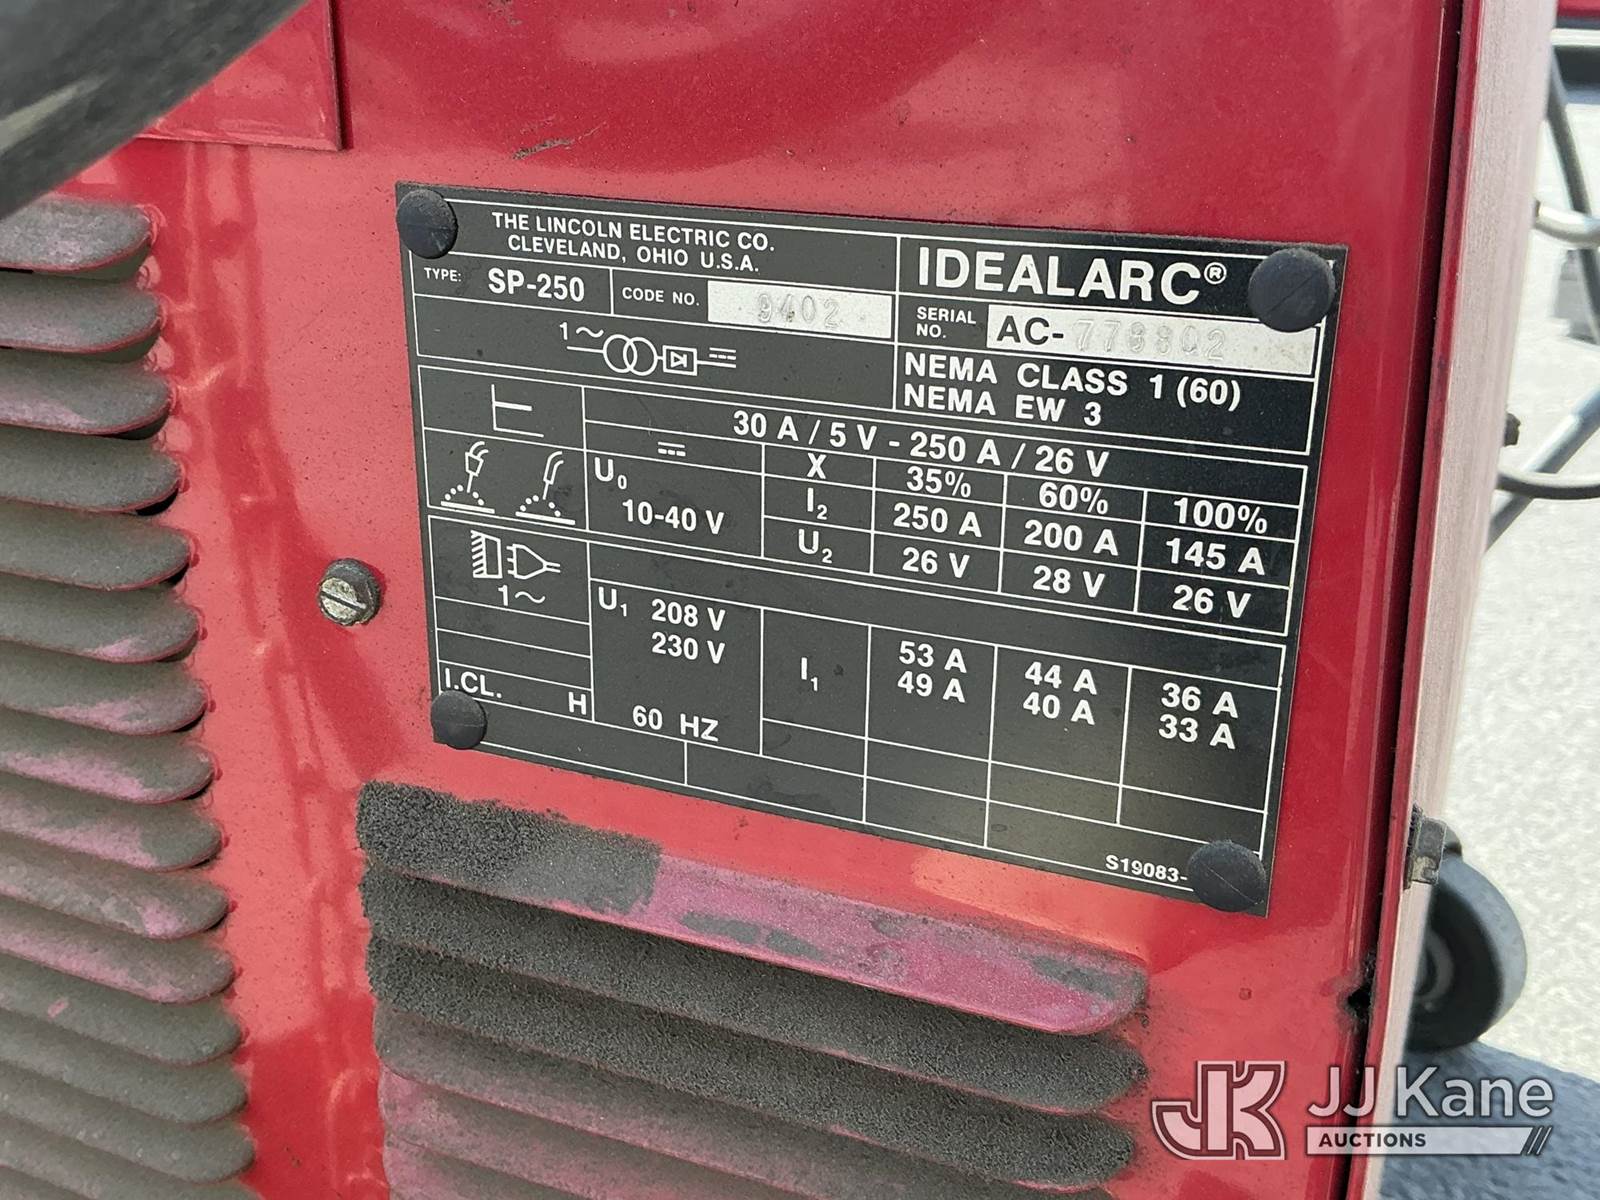 THE LINCOLN ELECTRIC CO.
CLEVELAND, OHIO U.S.A.
IDEALARC®
TYPE: SP-250 CODE NO. 9402
SERIAL NO. AC-
1~
NEMA CLASS 1 (60)
NEMA EW 3
30 A / 5 V - 250 A / 26 V
U0 10-40 V
X 35% 60% 100%
I2 250 A 200 A 145 A
U2 26 V 28 V 26 V
1~
U1 208 V
230 V
60 HZ
I1 53 A 44 A 36 A
49 A 40 A 33 A
I.CL. H
S19083-
JK JJ Kane
AUCTIONS